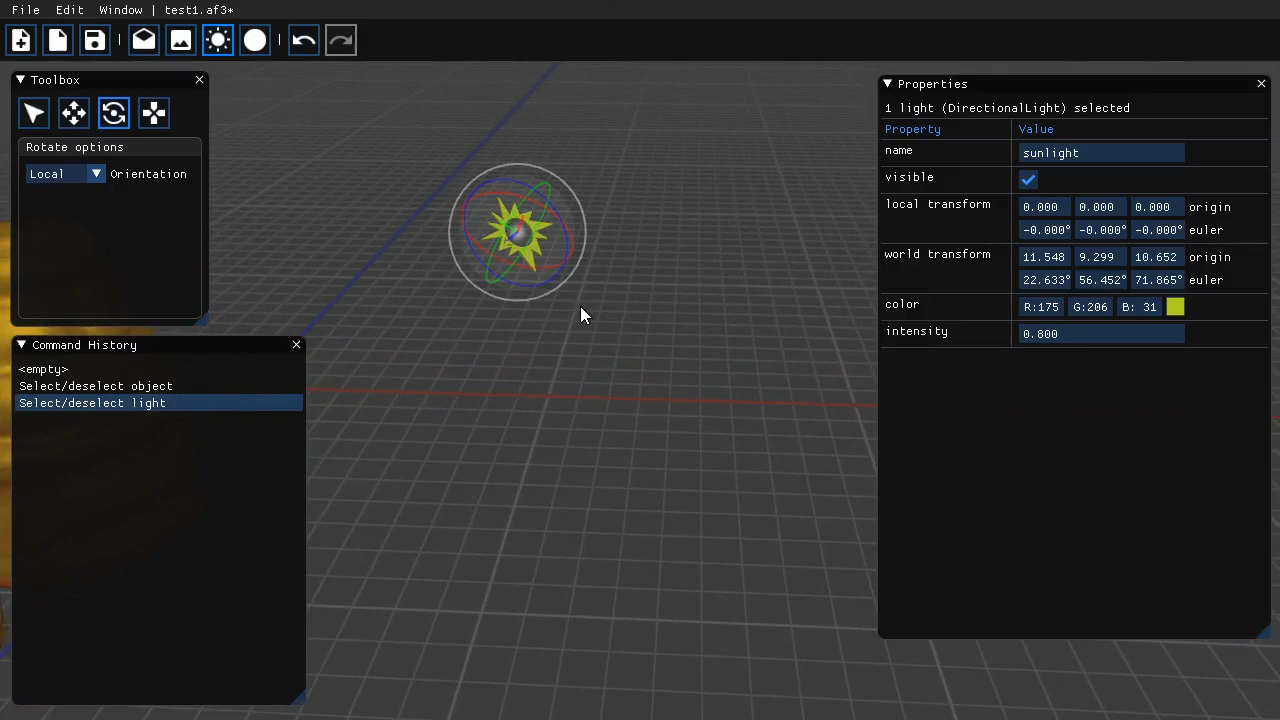 File Edit Window | test1.af3*
Toolbox
Rotate options
Local Orientation
Command History
<empty>
Select/deselect object
Select/deselect light
Properties
1 light (DirectionalLight) selected
Property Value
name sunlight
visible
local transform 0.000 0.000 0.000 origin
-0.000° -0.000° -0.000° euler
world transform 11.548 9.299 10.652 origin
22.633° 56.452° 71.865° euler
color R:175 G:206 B: 31
intensity 0.800